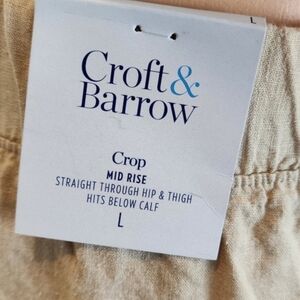 L
Croft&
Barrow
Crop
MID RISE
STRAIGHT THROUGH HIP & THIGH
HITS BELOW CALF
L